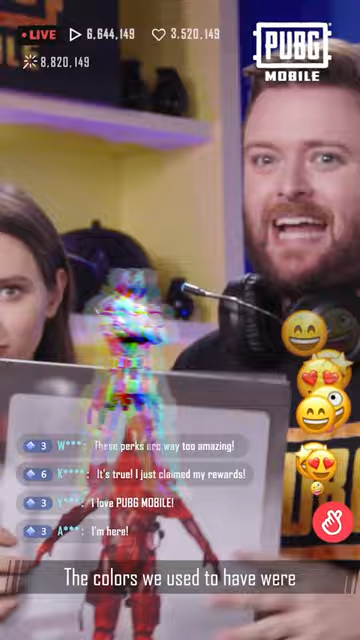 LIVE 6,644,149 3.520,149
8,820,149
PUBG
MOBILE
3 W***: These perks are way too amazing!
6 K***: It's true! I just claimed my rewards!
3 Y***: I love PUBG MOBILE!
3 A***: I'm here!
The colors we used to have were